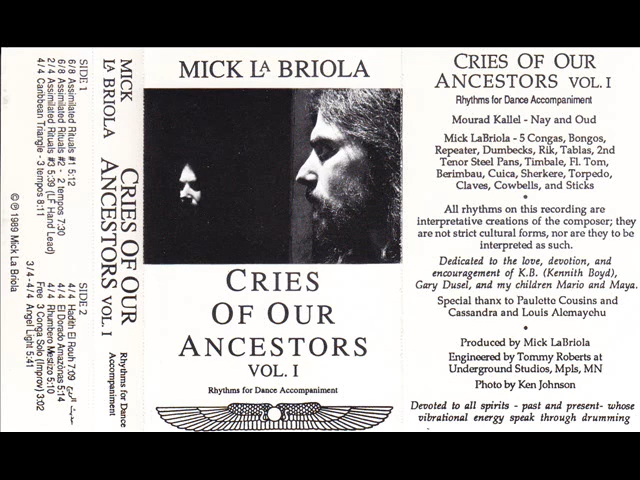 SIDE 1
6/8 Assimilated Rituals #1 5:12
6/8 Assimilated Rituals #2 - 2 tempos 7:30
2/4 Assimilated Rituals #3 5:39 (LF Hand Lead)
4/4 Caribbean Triangle - 3 tempos 8:11
SIDE 2
4/4 Hadith El Rouh 7:09
4/4 El Dorado Amazónas 5:14
4/4 Rhumbero Mestizo 5:10
Free 3 Conga Solo (Improv) 3:02
3/4-4/4 Angel Light 5:41
©℗ 1989 Mick La Briola
MICK
LA BRIOLA
CRIES OF OUR
ANCESTORS VOL. I
Rhythms for Dance
Accompaniment
MICK LA BRIOLA
CRIES
OF OUR
ANCESTORS
VOL. I
Rhythms for Dance Accompaniment
CRIES OF OUR
ANCESTORS VOL. I
Rhythms for Dance Accompaniment
Mourad Kallel - Nay and Oud
Mick LaBriola - 5 Congas, Bongos,
Repeater, Dumbecks, Rik, Tablas, 2nd
Tenor Steel Pans, Timbale, Fl. Tom,
Berimbau, Cuica, Sherkere, Torpedo,
Claves, Cowbells, and Sticks
•
All rhythms on this recording are
interpretative creations of the composer; they
are not strict cultural forms, nor are they to be
interpreted as such.
Dedicated to the love, devotion, and
encouragement of K.B. (Kennith Boyd),
Gary Dusel, and my children Mario and Maya.
Special thanx to Paulette Cousins and
Cassandra and Louis Alemayehu
•
Produced by Mick LaBriola
Engineered by Tommy Roberts at
Underground Studios, Mpls, MN
Photo by Ken Johnson
Devoted to all spirits - past and present- whose
vibrational energy speak through drumming